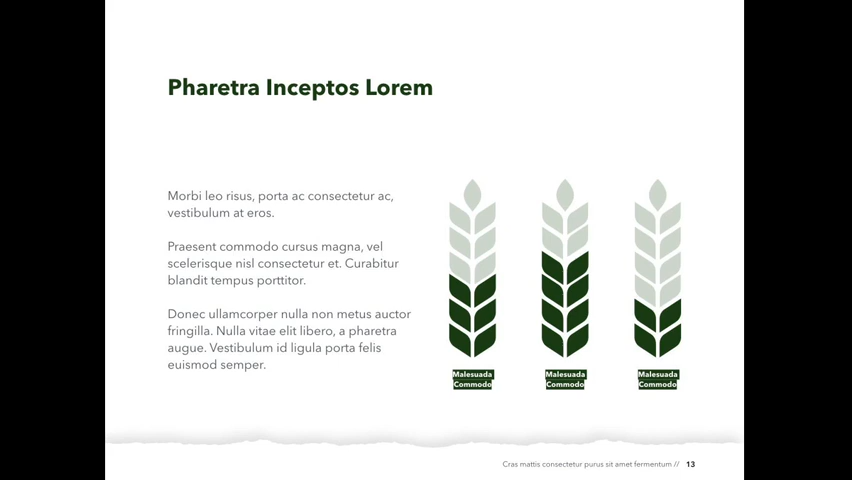 Pharetra Inceptos Lorem
Morbi leo risus, porta ac consectetur ac,
vestibulum at eros.
Praesent commodo cursus magna, vel
scelerisque nisl consectetur et. Curabitur
blandit tempus porttitor.
Donec ullamcorper nulla non metus auctor
fringilla. Nulla vitae elit libero, a pharetra
augue. Vestibulum id ligula porta felis
euismod semper.
Malesuada
Commodo
Malesuada
Commodo
Malesuada
Commodo
Cras mattis consectetur purus sit amet fermentum // 13